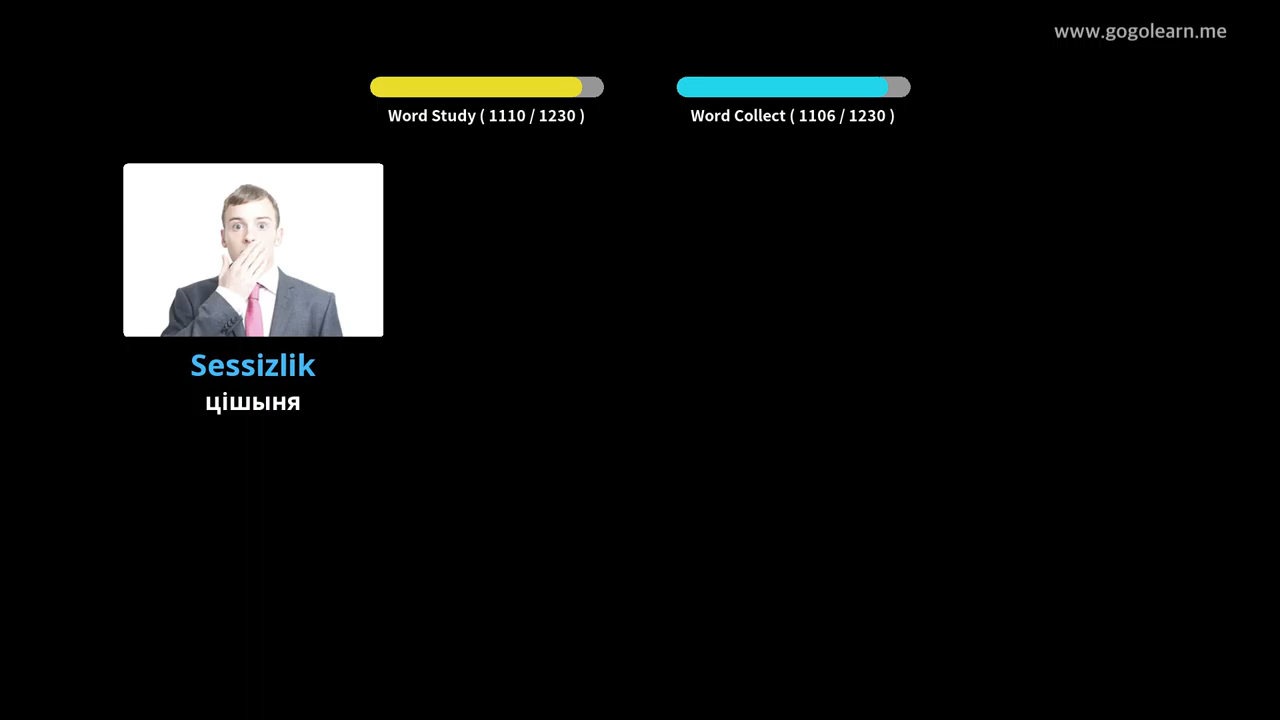 www.gogolearn.me
Word Study ( 1110 / 1230 )
Word Collect ( 1106 / 1230 )
Sessizlik
цішыня